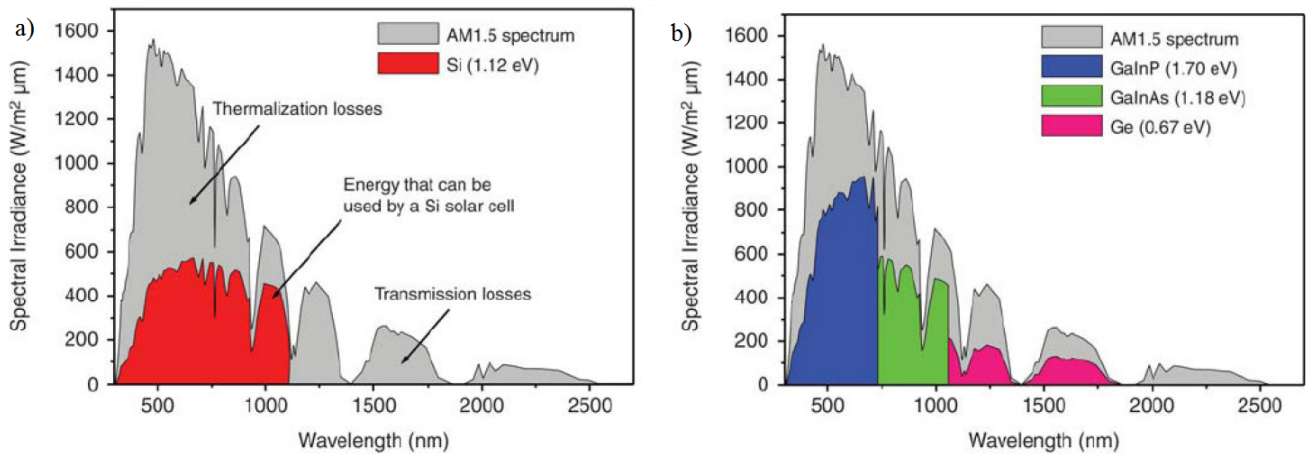 a)
1600
1400
1200
1000
800
600
400
200
0
Spectral Irradiance (W/m² µm)
AM1.5 spectrum
Si (1.12 eV)
Thermalization losses
Energy that can be
used by a Si solar cell
Transmission losses
500
1000
1500
2000
2500
Wavelength (nm)
b)
1600
1400
1200
1000
800
600
400
200
0
Spectral Irradiance (W/m² µm)
AM1.5 spectrum
GaInP (1.70 eV)
GaInAs (1.18 eV)
Ge (0.67 eV)
500
1000
1500
2000
2500
Wavelength (nm)